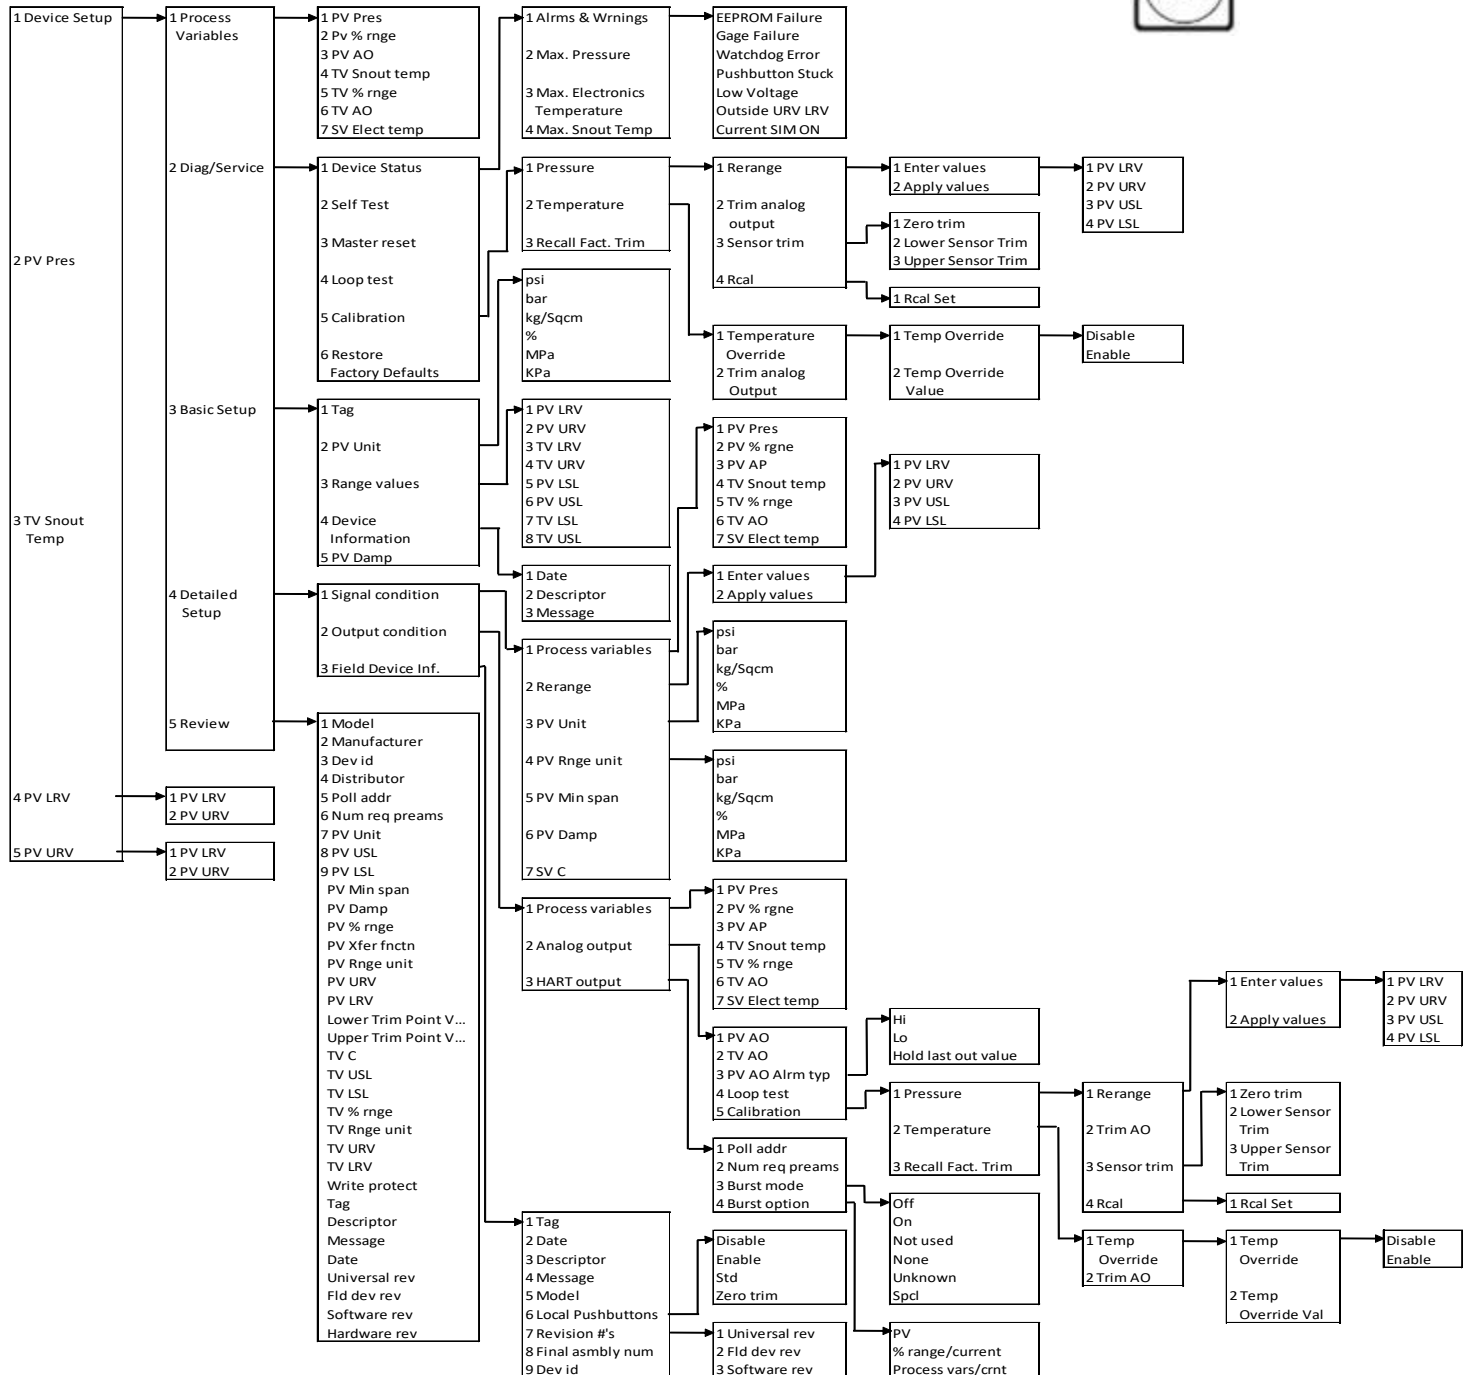 1 Device Setup
2 PV Pres
3 TV Snout
Temp
4 PV LRV
5 PV URV
1 Process
Variables
2 Diag/Service
3 Basic Setup
4 Detailed
Setup
5 Review
1 PV LRV
2 PV URV
1 PV LRV
2 PV URV
1 PV Pres
2 Pv % rnge
3 PV AO
4 TV Snout temp
5 TV % rnge
6 TV AO
7 SV Elect temp
1 Device Status
2 Self Test
3 Master reset
4 Loop test
5 Calibration
6 Restore
Factory Defaults
1 Tag
2 PV Unit
3 Range values
4 Device
Information
5 PV Damp
1 Signal condition
2 Output condition
3 Field Device Inf.
1 Model
2 Manufacturer
3 Dev id
4 Distributor
5 Poll addr
6 Num req preams
7 PV Unit
8 PV USL
9 PV LSL
PV Min span
PV Damp
PV % rnge
PV Xfer fnctn
PV Rnge unit
PV URV
PV LRV
Lower Trim Point V...
Upper Trim Point V...
TV C
TV USL
TV LSL
TV % rnge
TV Rnge unit
TV URV
TV LRV
Write protect
Tag
Descriptor
Message
Date
Universal rev
Fld dev rev
Software rev
Hardware rev
1 Alrms & Wrnings
2 Max. Pressure
3 Max. Electronics
Temperature
4 Max. Snout Temp
1 Pressure
2 Temperature
3 Recall Fact. Trim
psi
bar
kg/Sqcm
%
MPa
KPa
1 PV LRV
2 PV URV
3 TV LRV
4 TV URV
5 PV LSL
6 PV USL
7 TV LSL
8 TV USL
1 Date
2 Descriptor
3 Message
1 Process variables
2 Rerange
3 PV Unit
4 PV Rnge unit
5 PV Min span
6 PV Damp
7 SV C
1 Process variables
2 Analog output
3 HART output
1 Tag
2 Date
3 Descriptor
4 Message
5 Model
6 Local Pushbuttons
7 Revision #'s
8 Final asmbly num
9 Dev id
EEPROM Failure
Gage Failure
Watchdog Error
Pushbutton Stuck
Low Voltage
Outside URV LRV
Current SIM ON
1 Rerange
2 Trim analog
output
3 Sensor trim
4 Rcal
1 Temperature
Override
2 Trim analog
Output
1 PV Pres
2 PV % rgne
3 PV AP
4 TV Snout temp
5 TV % rnge
6 TV AO
7 SV Elect temp
1 Enter values
2 Apply values
psi
bar
kg/Sqcm
%
MPa
KPa
psi
bar
kg/Sqcm
%
MPa
KPa
1 PV Pres
2 PV % rgne
3 PV AP
4 TV Snout temp
5 TV % rnge
6 TV AO
7 SV Elect temp
1 PV AO
2 TV AO
3 PV AO Alrm typ
4 Loop test
5 Calibration
1 Poll addr
2 Num req preams
3 Burst mode
4 Burst option
Disable
Enable
Std
Zero trim
1 Universal rev
2 Fld dev rev
3 Software rev
1 Enter values
2 Apply values
1 Zero trim
2 Lower Sensor Trim
3 Upper Sensor Trim
1 Rcal Set
1 Temp Override
2 Temp Override
Value
1 PV LRV
2 PV URV
3 PV USL
4 PV LSL
Hi
Lo
Hold last out value
1 Pressure
2 Temperature
3 Recall Fact. Trim
Off
On
Not used
None
Unknown
Spcl
PV
% range/current
Process vars/crnt
1 PV LRV
2 PV URV
3 PV USL
4 PV LSL
Disable
Enable
1 Rerange
2 Trim AO
3 Sensor trim
4 Rcal
1 Temp
Override
2 Trim AO
1 Enter values
2 Apply values
1 Zero trim
2 Lower Sensor
Trim
3 Upper Sensor
Trim
1 Rcal Set
1 Temp
Override
2 Temp
Override Val
1 PV LRV
2 PV URV
3 PV USL
4 PV LSL
Disable
Enable